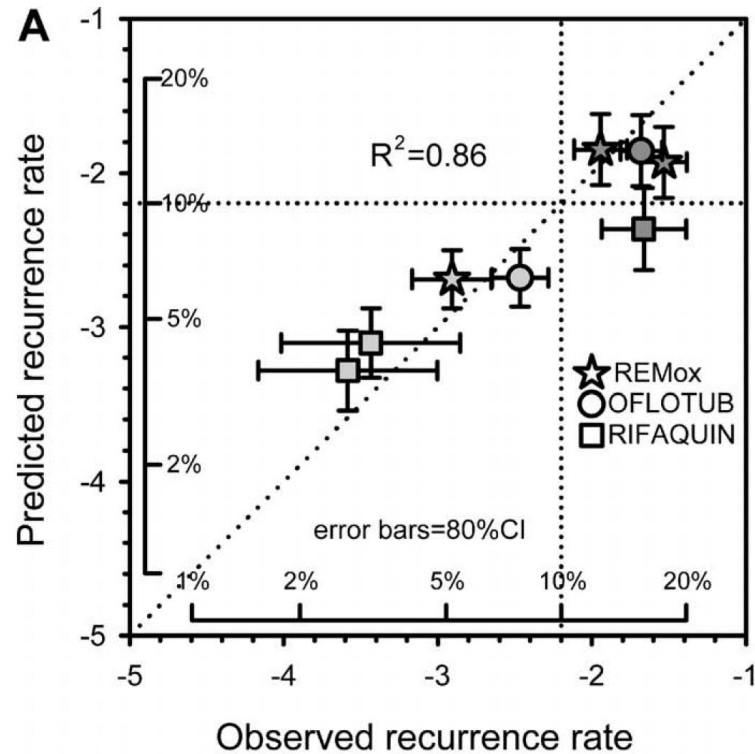 A
-1
20%
R²=0.86
-2
10%
-3
5%
REMox
OFLOTUB
RIFAQUIN
2%
-4
error bars=80%CI
1% 2% 5% 10% 20%
-5
-5 -4 -3 -2 -1
Predicted recurrence rate
Observed recurrence rate